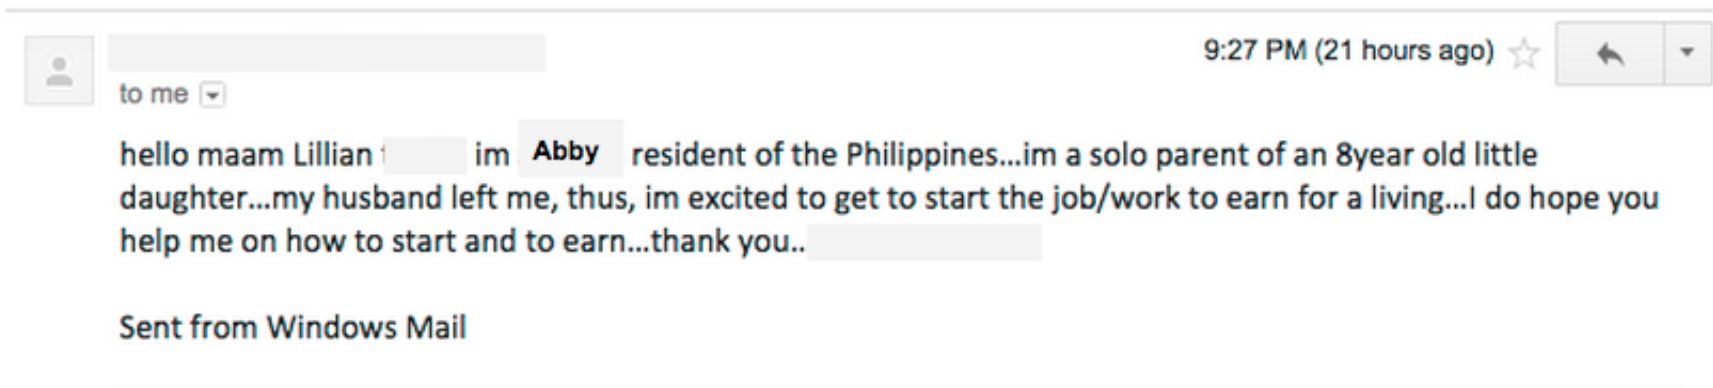 9:27 PM (21 hours ago)
to me
hello maam Lillian im Abby resident of the Philippines...im a solo parent of an 8year old little
daughter...my husband left me, thus, im excited to get to start the job/work to earn for a living...I do hope you
help me on how to start and to earn...thank you..
Sent from Windows Mail